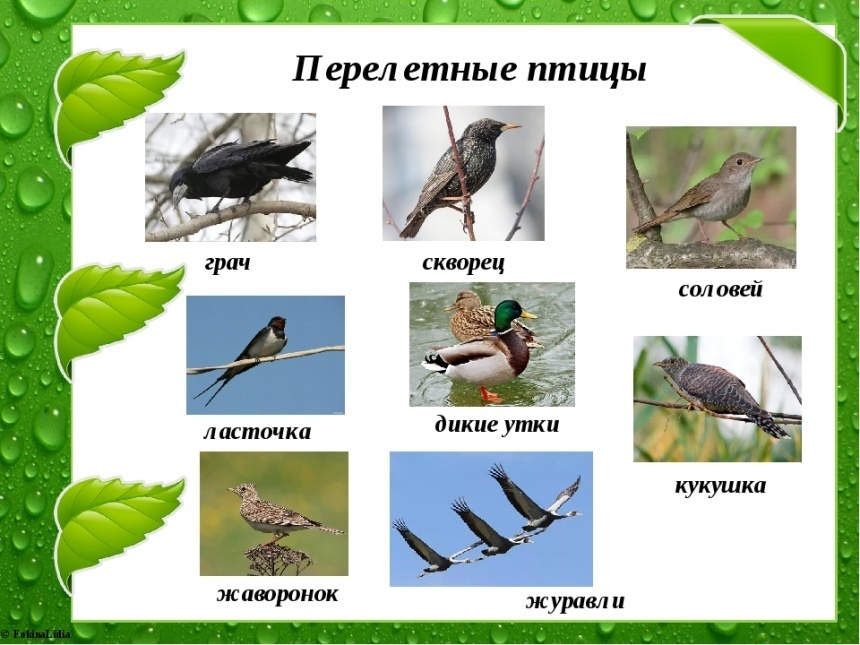 Перелетные птицы
грач
скворец
соловей
ласточка
дикие утки
кукушка
жаворонок
журавли
© FokinaLidia